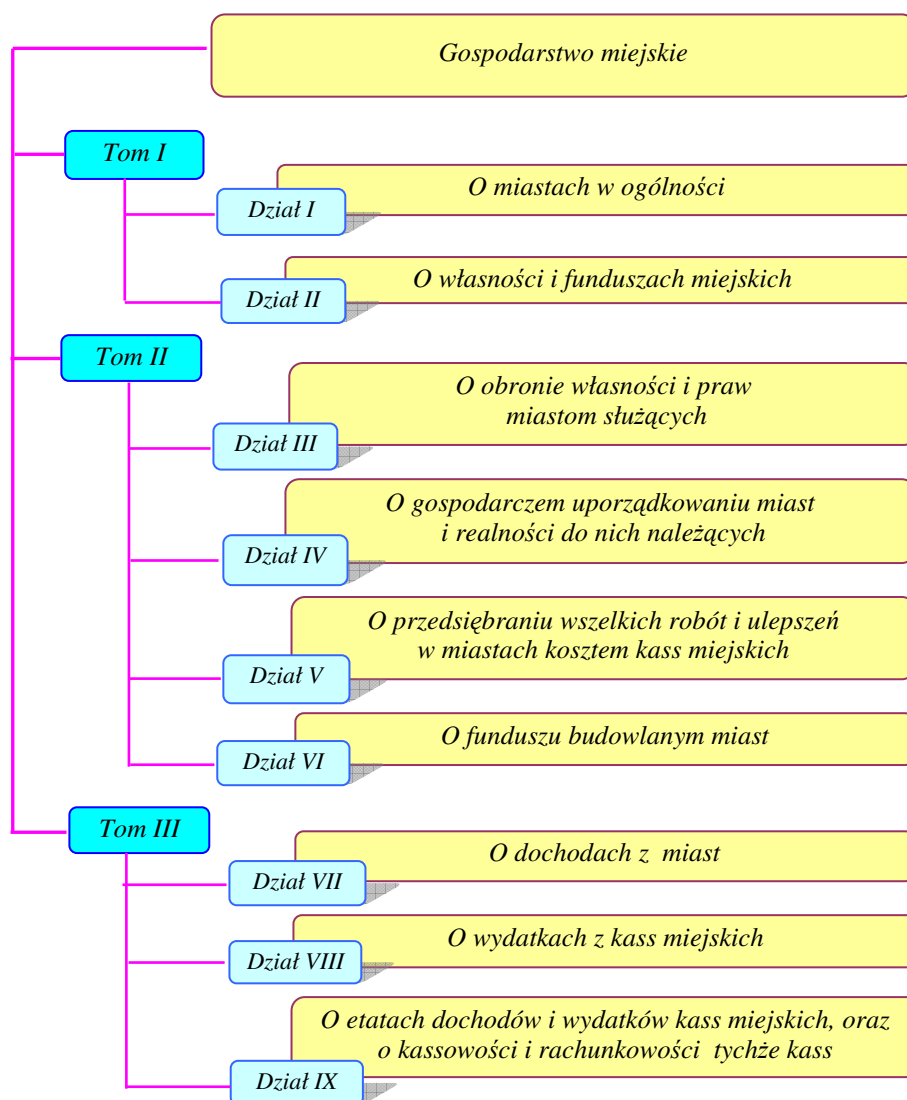 Gospodarstwo miejskie
Tom I
O miastach w ogólności
Dział I
O własności i funduszach miejskich
Dział II
Tom II
O obronie własności i praw
miastom służących
Dział III
O gospodarczem uporządkowaniu miast
i realności do nich należących
Dział IV
O przedsiębraniu wszelkich robót i ulepszeń
w miastach kosztem kass miejskich
Dział V
O funduszu budowlanym miast
Dział VI
Tom III
O dochodach z miast
Dział VII
O wydatkach z kass miejskich
Dział VIII
O etatach dochodów i wydatków kass miejskich, oraz
o kassowości i rachunkowości tychże kass
Dział IX